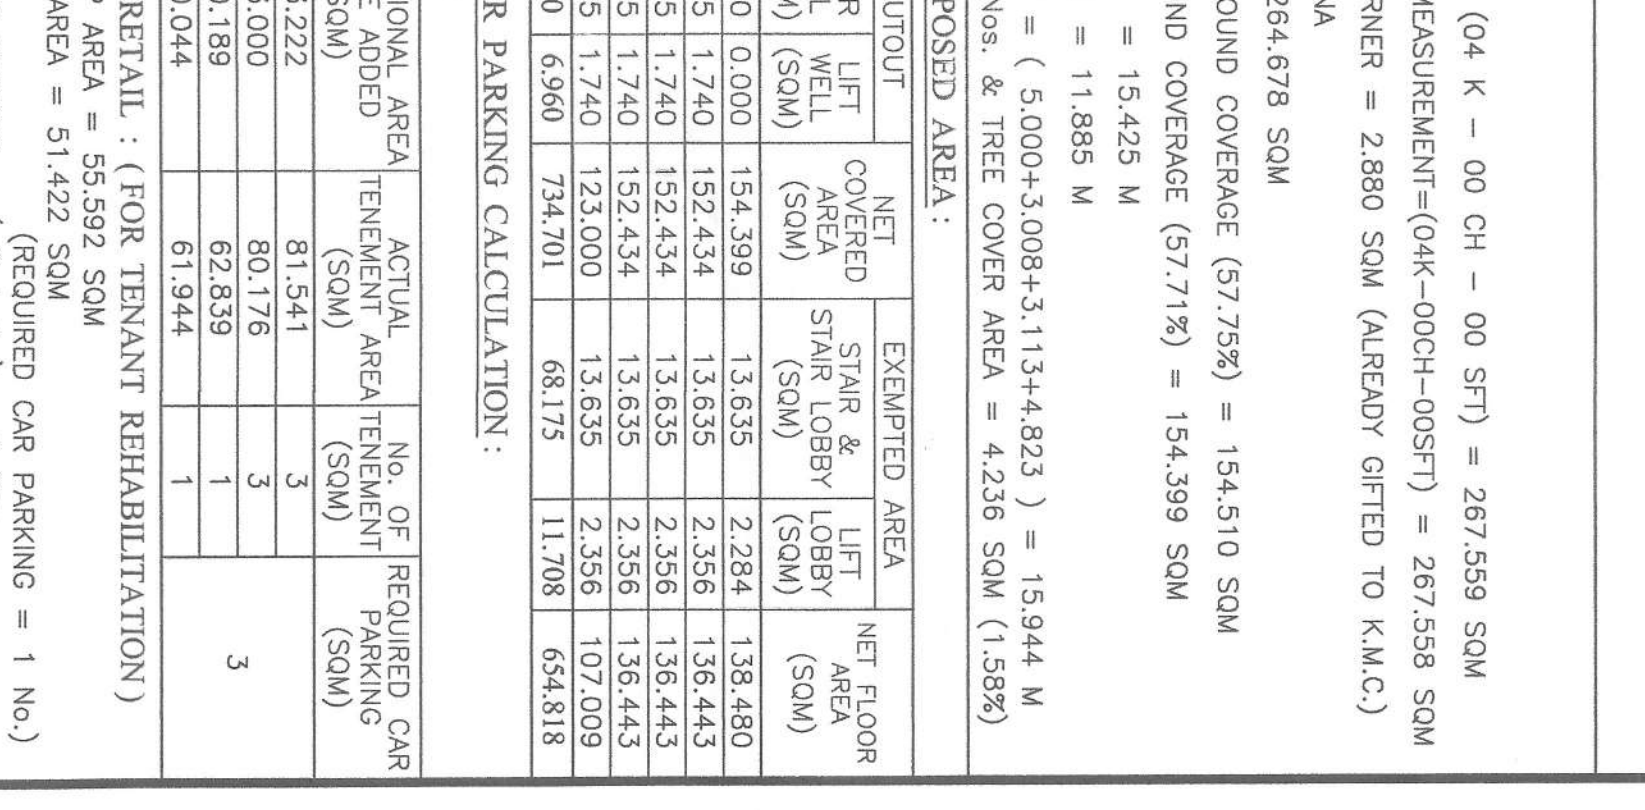 (04 K – 00 CH – 00 SFT) = 267.559 SQM
MEASUREMENT=(04K–00CH–00SFT) = 267.558 SQM
RNER = 2.880 SQM (ALREADY GIFTED TO K.M.C.)
NA
264.678 SQM
OUND COVERAGE (57.75%) = 154.510 SQM
ND COVERAGE (57.71%) = 154.399 SQM
= 15.425 M
= 11.885 M
= ( 5.000+3.008+3.113+4.823 ) = 15.944 M
Nos. & TREE COVER AREA = 4.236 SQM (1.58%)
POSED AREA :
UTOUT
LIFT WELL (SQM)
NET COVERED AREA (SQM)
EXEMPTED AREA
STAIR & STAIR LOBBY (SQM)
LIFT LOBBY (SQM)
NET FLOOR AREA (SQM)
0 0.000 154.399 13.635 2.284 138.480
5 1.740 152.434 13.635 2.356 136.443
5 1.740 152.434 13.635 2.356 136.443
5 1.740 152.434 13.635 2.356 136.443
5 1.740 123.000 13.635 2.356 107.009
0 6.960 734.701 68.175 11.708 654.818
R PARKING CALCULATION :
IONAL AREA
E ADDED
SQM)
ACTUAL TENEMENT AREA (SQM)
No. OF TENEMENT (SQM)
REQUIRED CAR PARKING (SQM)
.222 81.541 3
.000 80.176 3
.189 62.839 1
.044 61.944 1
3
RETAIL : ( FOR TENANT REHABILITATION )
P AREA = 55.592 SQM
AREA = 51.422 SQM
(REQUIRED CAR PARKING = 1 No.)